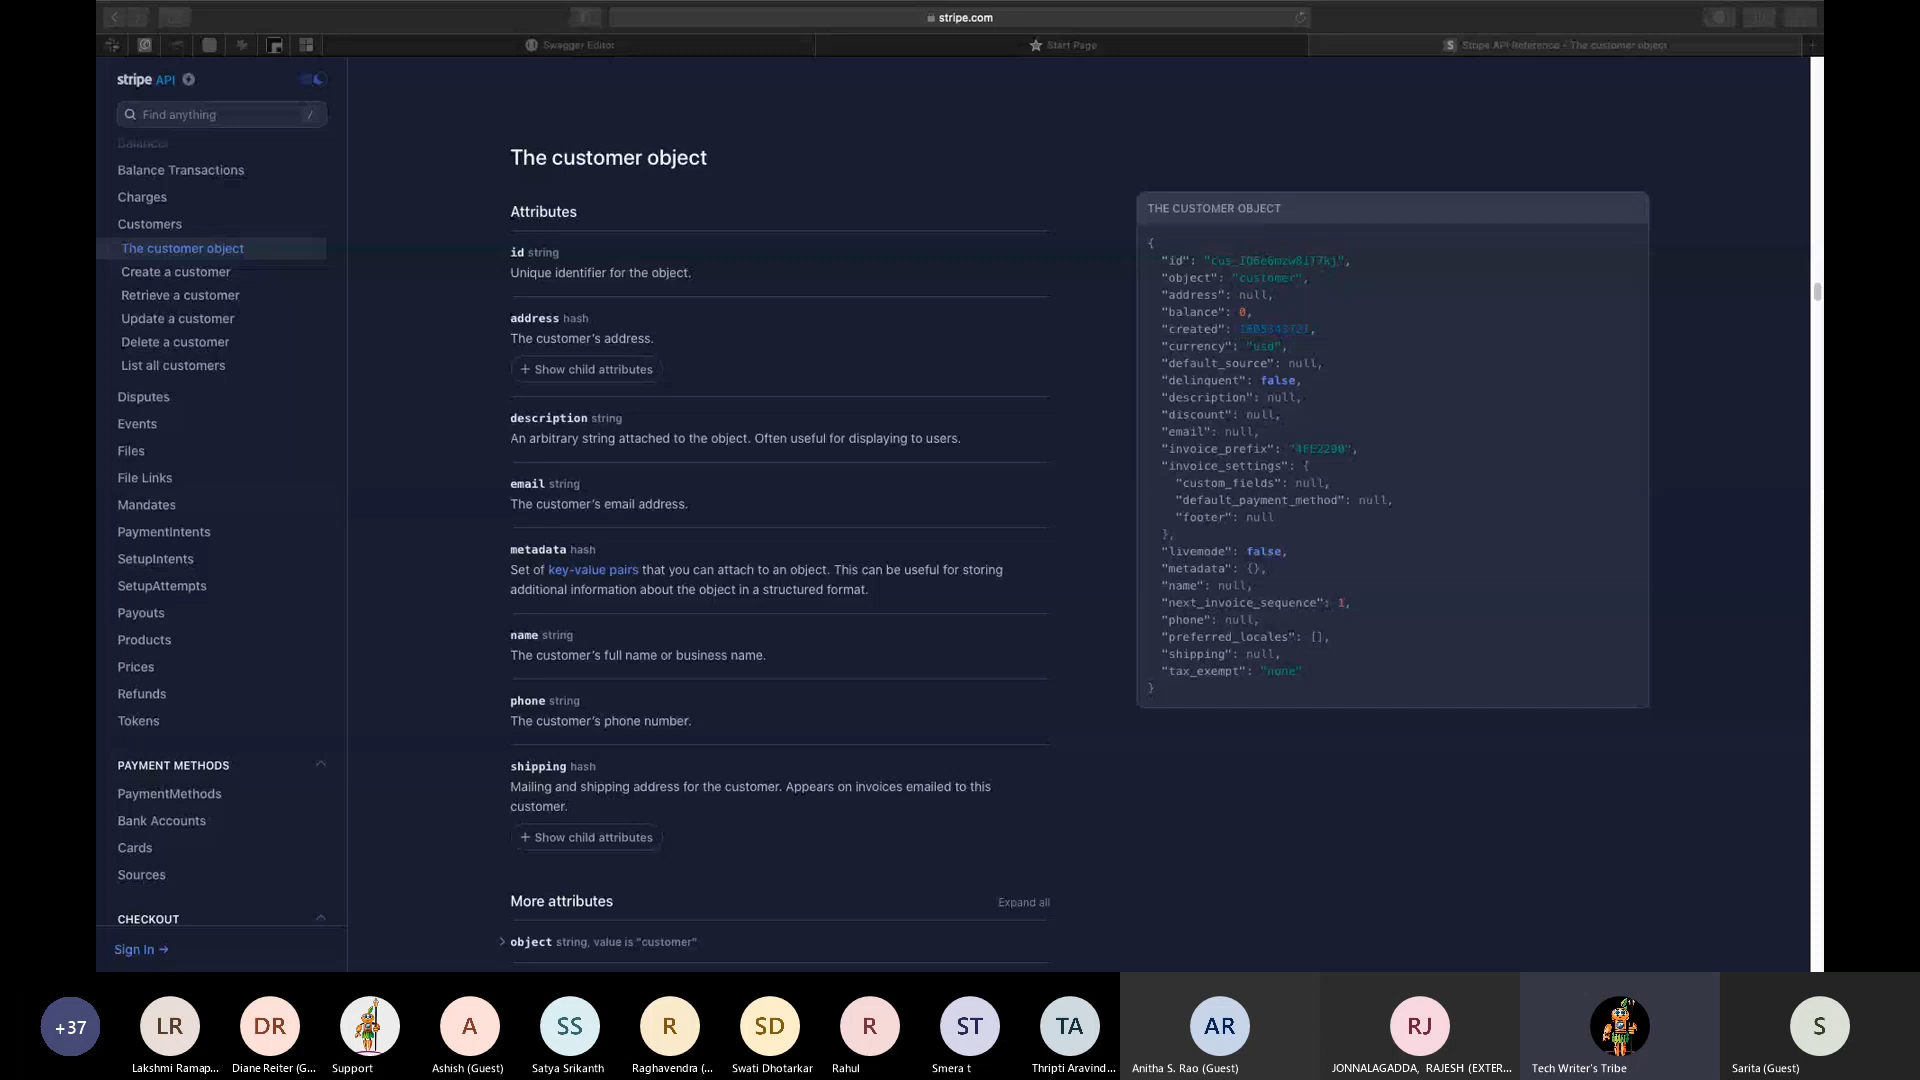 stripe.com
Swagger Editor
Start Page
Stripe API Reference – The customer object
stripe API
Find anything /
Balance
Balance Transactions
Charges
Customers
The customer object
Create a customer
Retrieve a customer
Update a customer
Delete a customer
List all customers
Disputes
Events
Files
File Links
Mandates
PaymentIntents
SetupIntents
SetupAttempts
Payouts
Products
Prices
Refunds
Tokens
PAYMENT METHODS
PaymentMethods
Bank Accounts
Cards
Sources
CHECKOUT
Sign In →
The customer object
Attributes
id string
Unique identifier for the object.
address hash
The customer’s address.
+ Show child attributes
description string
An arbitrary string attached to the object. Often useful for displaying to users.
email string
The customer’s email address.
metadata hash
Set of key-value pairs that you can attach to an object. This can be useful for storing
additional information about the object in a structured format.
name string
The customer’s full name or business name.
phone string
The customer’s phone number.
shipping hash
Mailing and shipping address for the customer. Appears on invoices emailed to this
customer.
+ Show child attributes
More attributes
Expand all
object string, value is "customer"
THE CUSTOMER OBJECT
{
"id":
"object": "customer",
"address": null,
"balance": 0,
"created":
"currency": "usd",
"default_source": null,
"delinquent": false,
"description": null,
"discount": null,
"email": null,
"invoice_prefix":
"invoice_settings": {
"custom_fields": null,
"default_payment_method": null,
"footer": null
},
"livemode": false,
"metadata": {},
"name": null,
"next_invoice_sequence": 1,
"phone": null,
"preferred_locales": [],
"shipping": null,
"tax_exempt": "none"
}
+37
LR
DR
A
SS
R
SD
R
ST
TA
AR
RJ
S
Lakshmi Ramap...
Diane Reiter (G...
Support
Ashish (Guest)
Satya Srikanth
Raghavendra (...
Swati Dhotarkar
Rahul
Smera t
Thripti Aravind...
Anitha S. Rao (Guest)
JONNALAGADDA, RAJESH (EXTER...
Tech Writer's Tribe
Sarita (Guest)